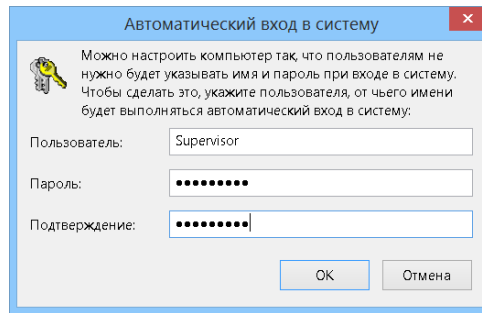 Автоматический вход в систему
Можно настроить компьютер так, что пользователям не
нужно будет указывать имя и пароль при входе в систему.
Чтобы сделать это, укажите пользователя, от чьего имени
будет выполняться автоматический вход в систему:
Пользователь: Supervisor
Пароль: ●●●●●●●●●
Подтверждение: ●●●●●●●●●
OK Отмена